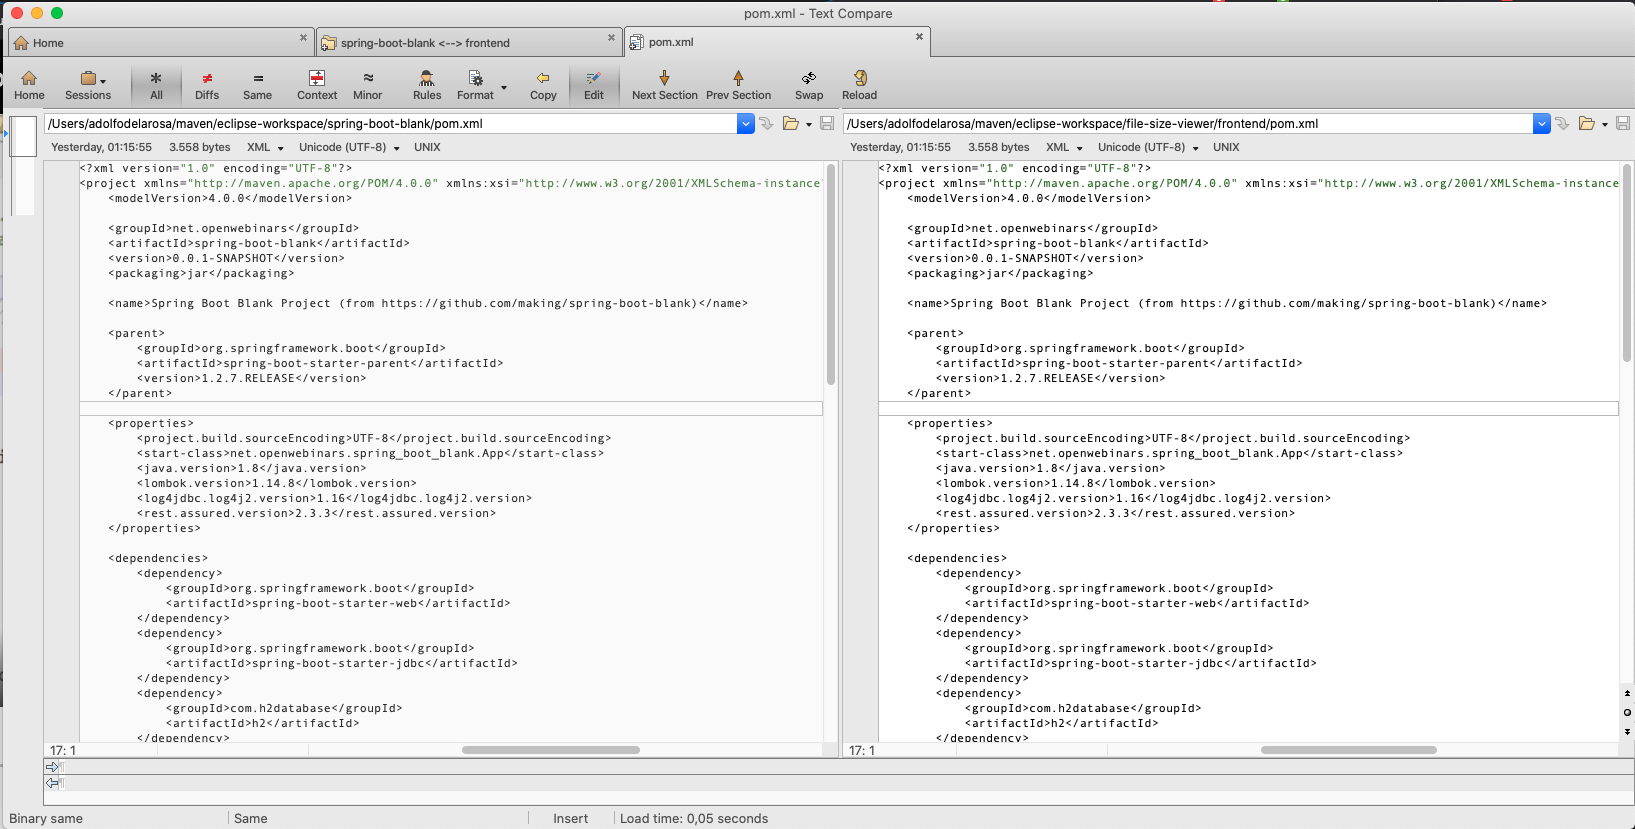 pom.xml - Text Compare
Home
spring-boot-blank <--> frontend
pom.xml
Home
Sessions
All
Diffs
Same
Context
Minor
Rules
Format
Copy
Edit
Next Section
Prev Section
Swap
Reload
/Users/adolfodelarosa/maven/eclipse-workspace/spring-boot-blank/pom.xml
Yesterday, 01:15:55 3.558 bytes XML Unicode (UTF-8) UNIX
<?xml version="1.0" encoding="UTF-8"?>
<project xmlns="http://maven.apache.org/POM/4.0.0" xmlns:xsi="http://www.w3.org/2001/XMLSchema-instance"
<modelVersion>4.0.0</modelVersion>
<groupId>net.openwebinars</groupId>
<artifactId>spring-boot-blank</artifactId>
<version>0.0.1-SNAPSHOT</version>
<packaging>jar</packaging>
<name>Spring Boot Blank Project (from https://github.com/making/spring-boot-blank)</name>
<parent>
<groupId>org.springframework.boot</groupId>
<artifactId>spring-boot-starter-parent</artifactId>
<version>1.2.7.RELEASE</version>
</parent>
<properties>
<project.build.sourceEncoding>UTF-8</project.build.sourceEncoding>
<start-class>net.openwebinars.spring_boot_blank.App</start-class>
<java.version>1.8</java.version>
<lombok.version>1.14.8</lombok.version>
<log4jdbc.log4j2.version>1.16</log4jdbc.log4j2.version>
<rest.assured.version>2.3.3</rest.assured.version>
</properties>
<dependencies>
<dependency>
<groupId>org.springframework.boot</groupId>
<artifactId>spring-boot-starter-web</artifactId>
</dependency>
<dependency>
<groupId>org.springframework.boot</groupId>
<artifactId>spring-boot-starter-jdbc</artifactId>
</dependency>
<dependency>
<groupId>com.h2database</groupId>
<artifactId>h2</artifactId>
</dependency>
17: 1
/Users/adolfodelarosa/maven/eclipse-workspace/file-size-viewer/frontend/pom.xml
Yesterday, 01:15:55 3.558 bytes XML Unicode (UTF-8) UNIX
<?xml version="1.0" encoding="UTF-8"?>
<project xmlns="http://maven.apache.org/POM/4.0.0" xmlns:xsi="http://www.w3.org/2001/XMLSchema-instance
<modelVersion>4.0.0</modelVersion>
<groupId>net.openwebinars</groupId>
<artifactId>spring-boot-blank</artifactId>
<version>0.0.1-SNAPSHOT</version>
<packaging>jar</packaging>
<name>Spring Boot Blank Project (from https://github.com/making/spring-boot-blank)</name>
<parent>
<groupId>org.springframework.boot</groupId>
<artifactId>spring-boot-starter-parent</artifactId>
<version>1.2.7.RELEASE</version>
</parent>
<properties>
<project.build.sourceEncoding>UTF-8</project.build.sourceEncoding>
<start-class>net.openwebinars.spring_boot_blank.App</start-class>
<java.version>1.8</java.version>
<lombok.version>1.14.8</lombok.version>
<log4jdbc.log4j2.version>1.16</log4jdbc.log4j2.version>
<rest.assured.version>2.3.3</rest.assured.version>
</properties>
<dependencies>
<dependency>
<groupId>org.springframework.boot</groupId>
<artifactId>spring-boot-starter-web</artifactId>
</dependency>
<dependency>
<groupId>org.springframework.boot</groupId>
<artifactId>spring-boot-starter-jdbc</artifactId>
</dependency>
<dependency>
<groupId>com.h2database</groupId>
<artifactId>h2</artifactId>
</dependency>
17: 1
Binary same
Same
Insert
Load time: 0,05 seconds